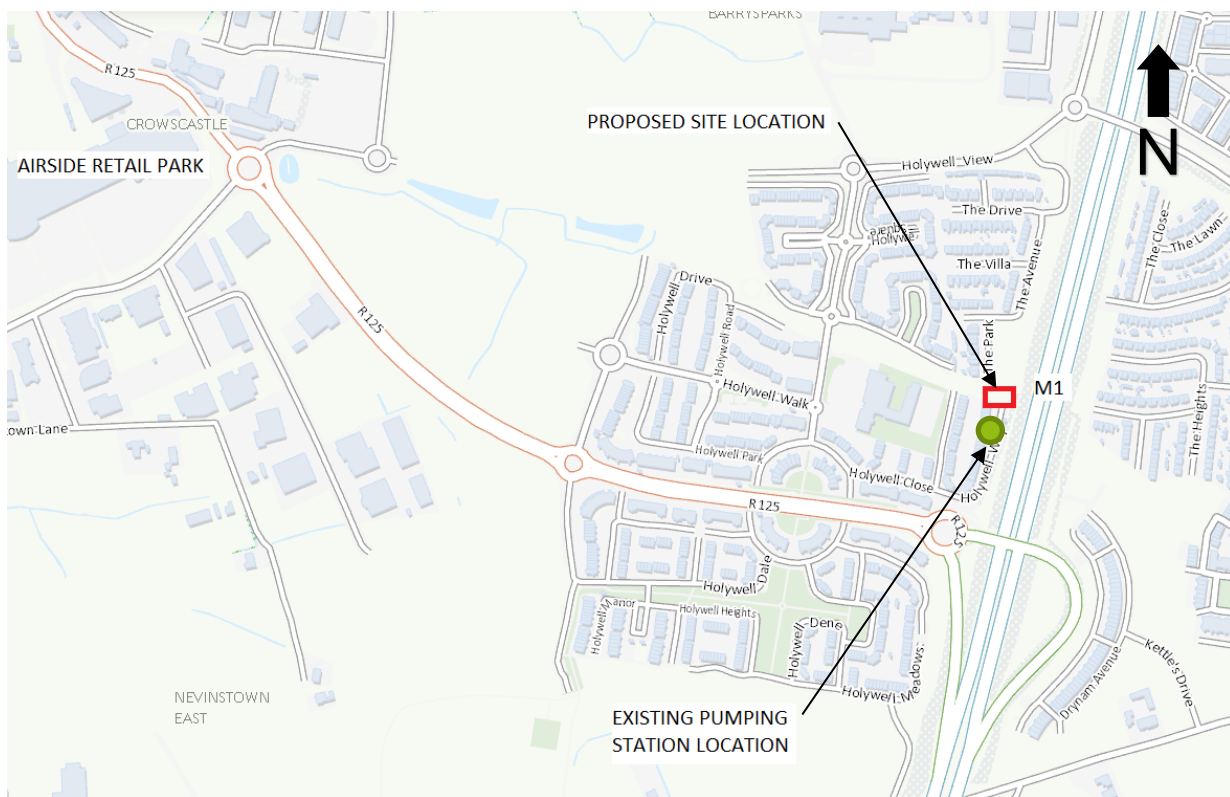 BARRYSPARKS
R125
CROWSCASTLE
AIRSIDE RETAIL PARK
PROPOSED SITE LOCATION
N
Holywell View
The Drive
The Villa
The Avenue
The Close
The Lawn
Holywell Drive
Holywell Road
The Park
M1
R125
Holywell Walk
The Heights
own Lane
Holywell Park
Holywell Close
R125
R125
Holywell Dale
Holywell Heights
Holywell Manor
Holywell Dene
Holywell Meadows
Drynam Avenue
Kettle's Drive
NEVINSTOWN
EAST
EXISTING PUMPING
STATION LOCATION